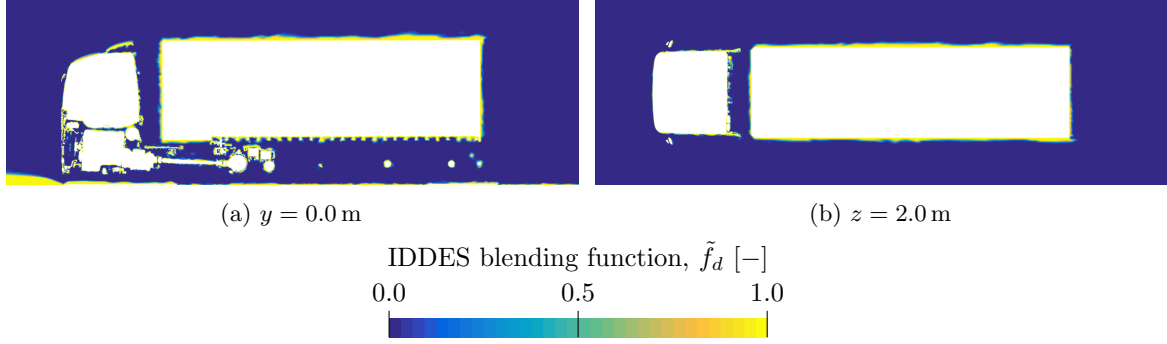 (a) y = 0.0 m
(b) z = 2.0 m
IDDES blending function, f̃_d [−]
0.0 0.5 1.0